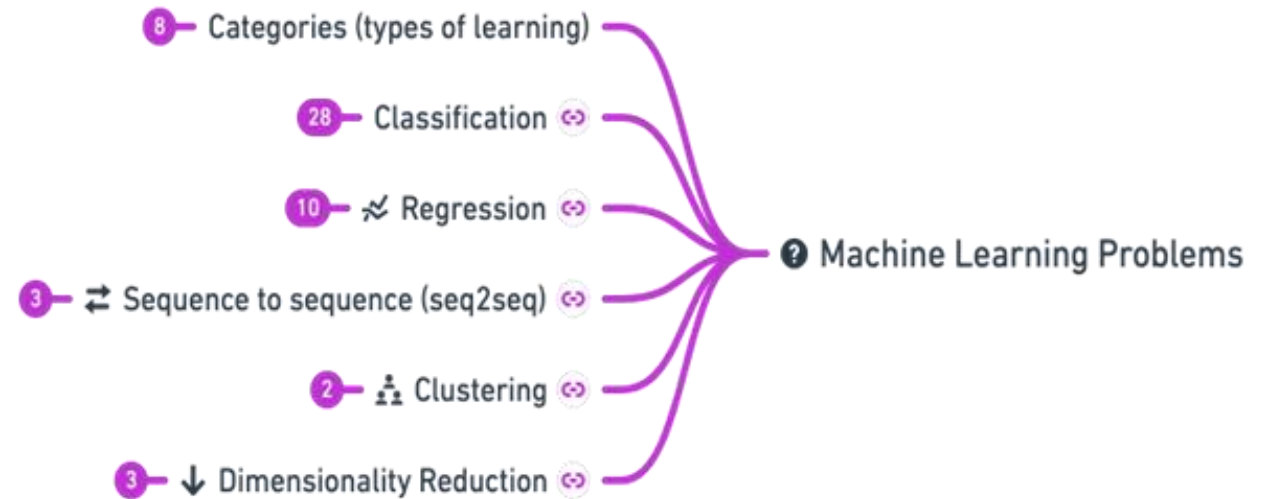 8 Categories (types of learning)
28 Classification
10 Regression
? Machine Learning Problems
3 Sequence to sequence (seq2seq)
2 Clustering
3 Dimensionality Reduction